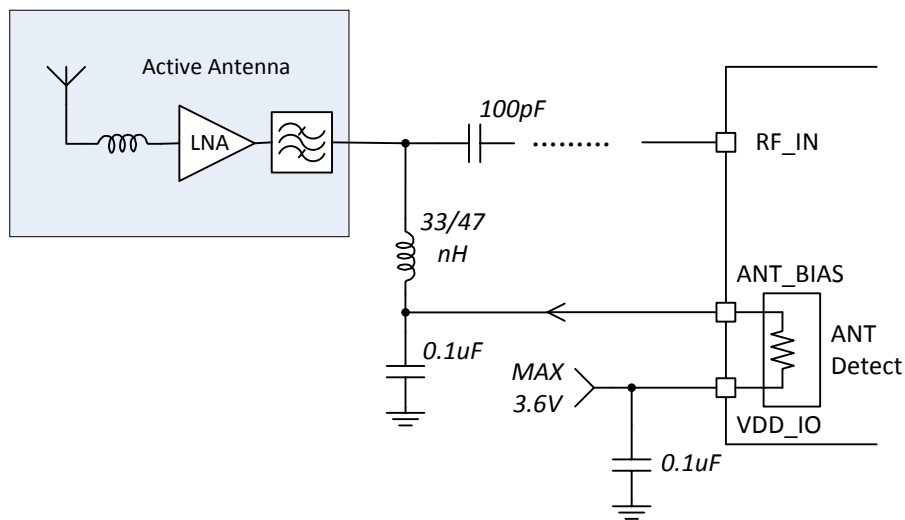 Active Antenna
LNA
100pF
RF_IN
33/47
nH
ANT_BIAS
ANT
Detect
0.1uF
MAX
3.6V
VDD_IO
0.1uF